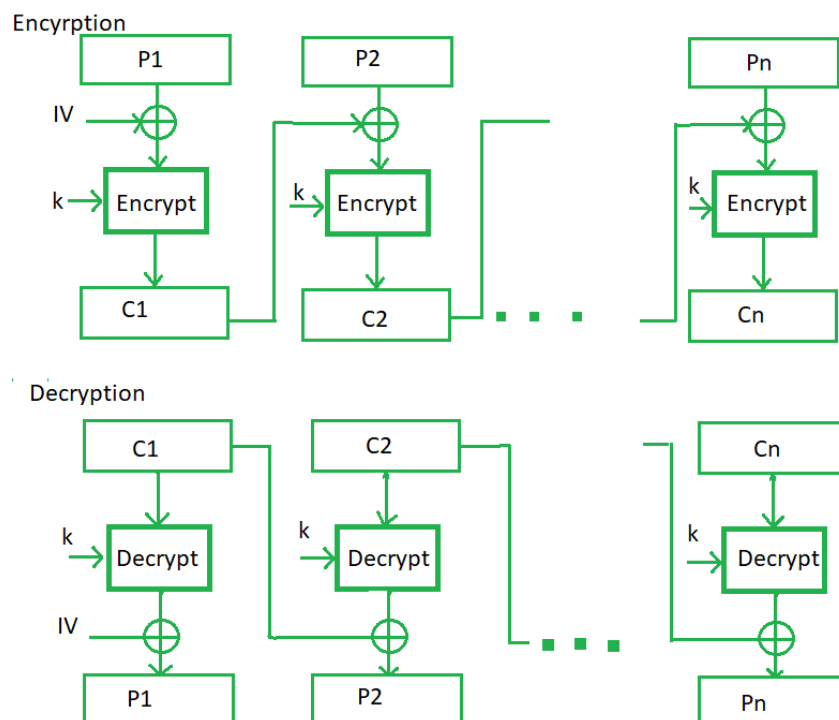 Encyrption
P1 P2 Pn
IV
k Encrypt k Encrypt k Encrypt
C1 C2 Cn
Decryption
C1 C2 Cn
k Decrypt k Decrypt k Decrypt
IV
P1 P2 Pn